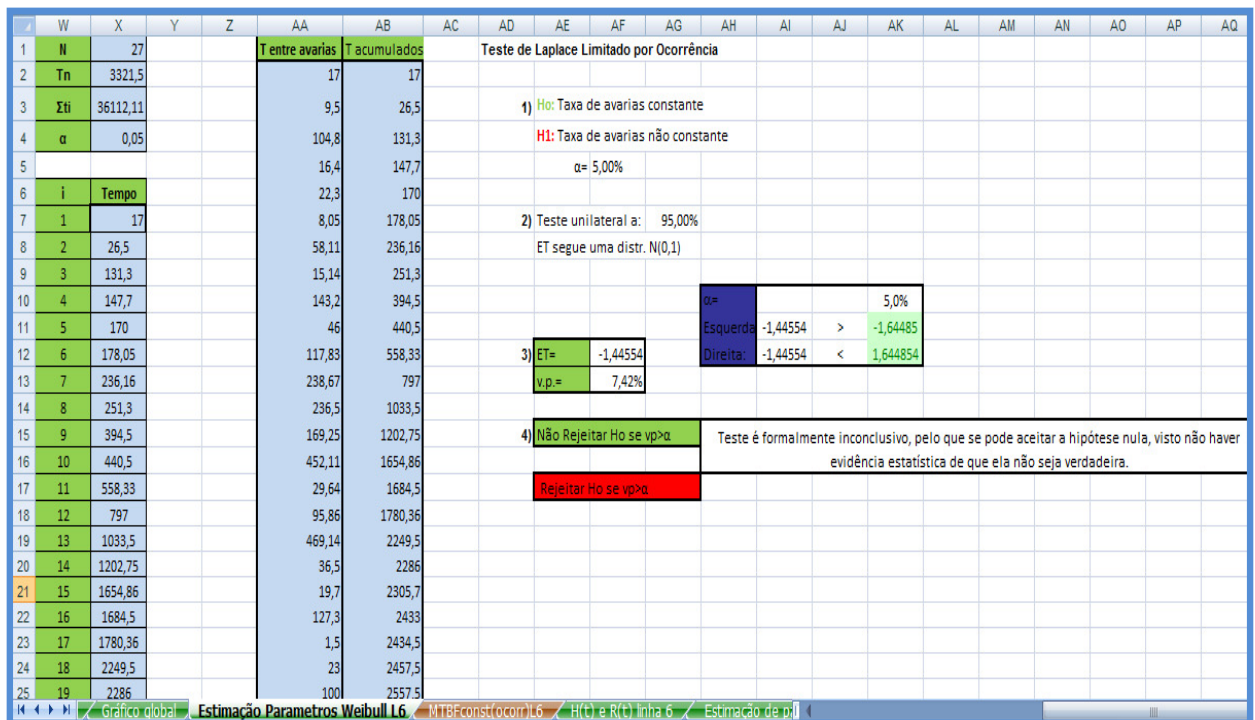 W X Y Z AA AB AC AD AE AF AG AH AI AJ AK AL AM AN AO AP AQ
1 N 27 T entre avarias T acumulados Teste de Laplace Limitado por Ocorrência
2 Tn 3321,5 17 17
3 Σti 36112,11 9,5 26,5 1) Ho: Taxa de avarias constante
4 α 0,05 104,8 131,3 H1: Taxa de avarias não constante
5 16,4 147,7 α= 5,00%
6 i Tempo 22,3 170
7 1 17 8,05 178,05 2) Teste unilateral a: 95,00%
8 2 26,5 58,11 236,16 ET segue uma distr. N(0,1)
9 3 131,3 15,14 251,3
10 4 147,7 143,2 394,5 α= 5,0%
11 5 170 46 440,5 Esquerda -1,44554 > -1,64485
12 6 178,05 117,83 558,33 3) ET= -1,44554 Direita: -1,44554 < 1,644854
13 7 236,16 238,67 797 v.p.= 7,42%
14 8 251,3 236,5 1033,5
15 9 394,5 169,25 1202,75 4) Não Rejeitar Ho se vp>α Teste é formalmente inconclusivo, pelo que se pode aceitar a hipótese nula, visto não haver
16 10 440,5 452,11 1654,86 evidência estatística de que ela não seja verdadeira.
17 11 558,33 29,64 1684,5 Rejeitar Ho se vp>α
18 12 797 95,86 1780,36
19 13 1033,5 469,14 2249,5
20 14 1202,75 36,5 2286
21 15 1654,86 19,7 2305,7
22 16 1684,5 127,3 2433
23 17 1780,36 1,5 2434,5
24 18 2249,5 23 2457,5
25 19 2286 100 2557,5
Gráfico global Estimação Parametros Weibull L6 MTBFconst(ocorr)L6 H(t) e R(t) linha 6 Estimação de p